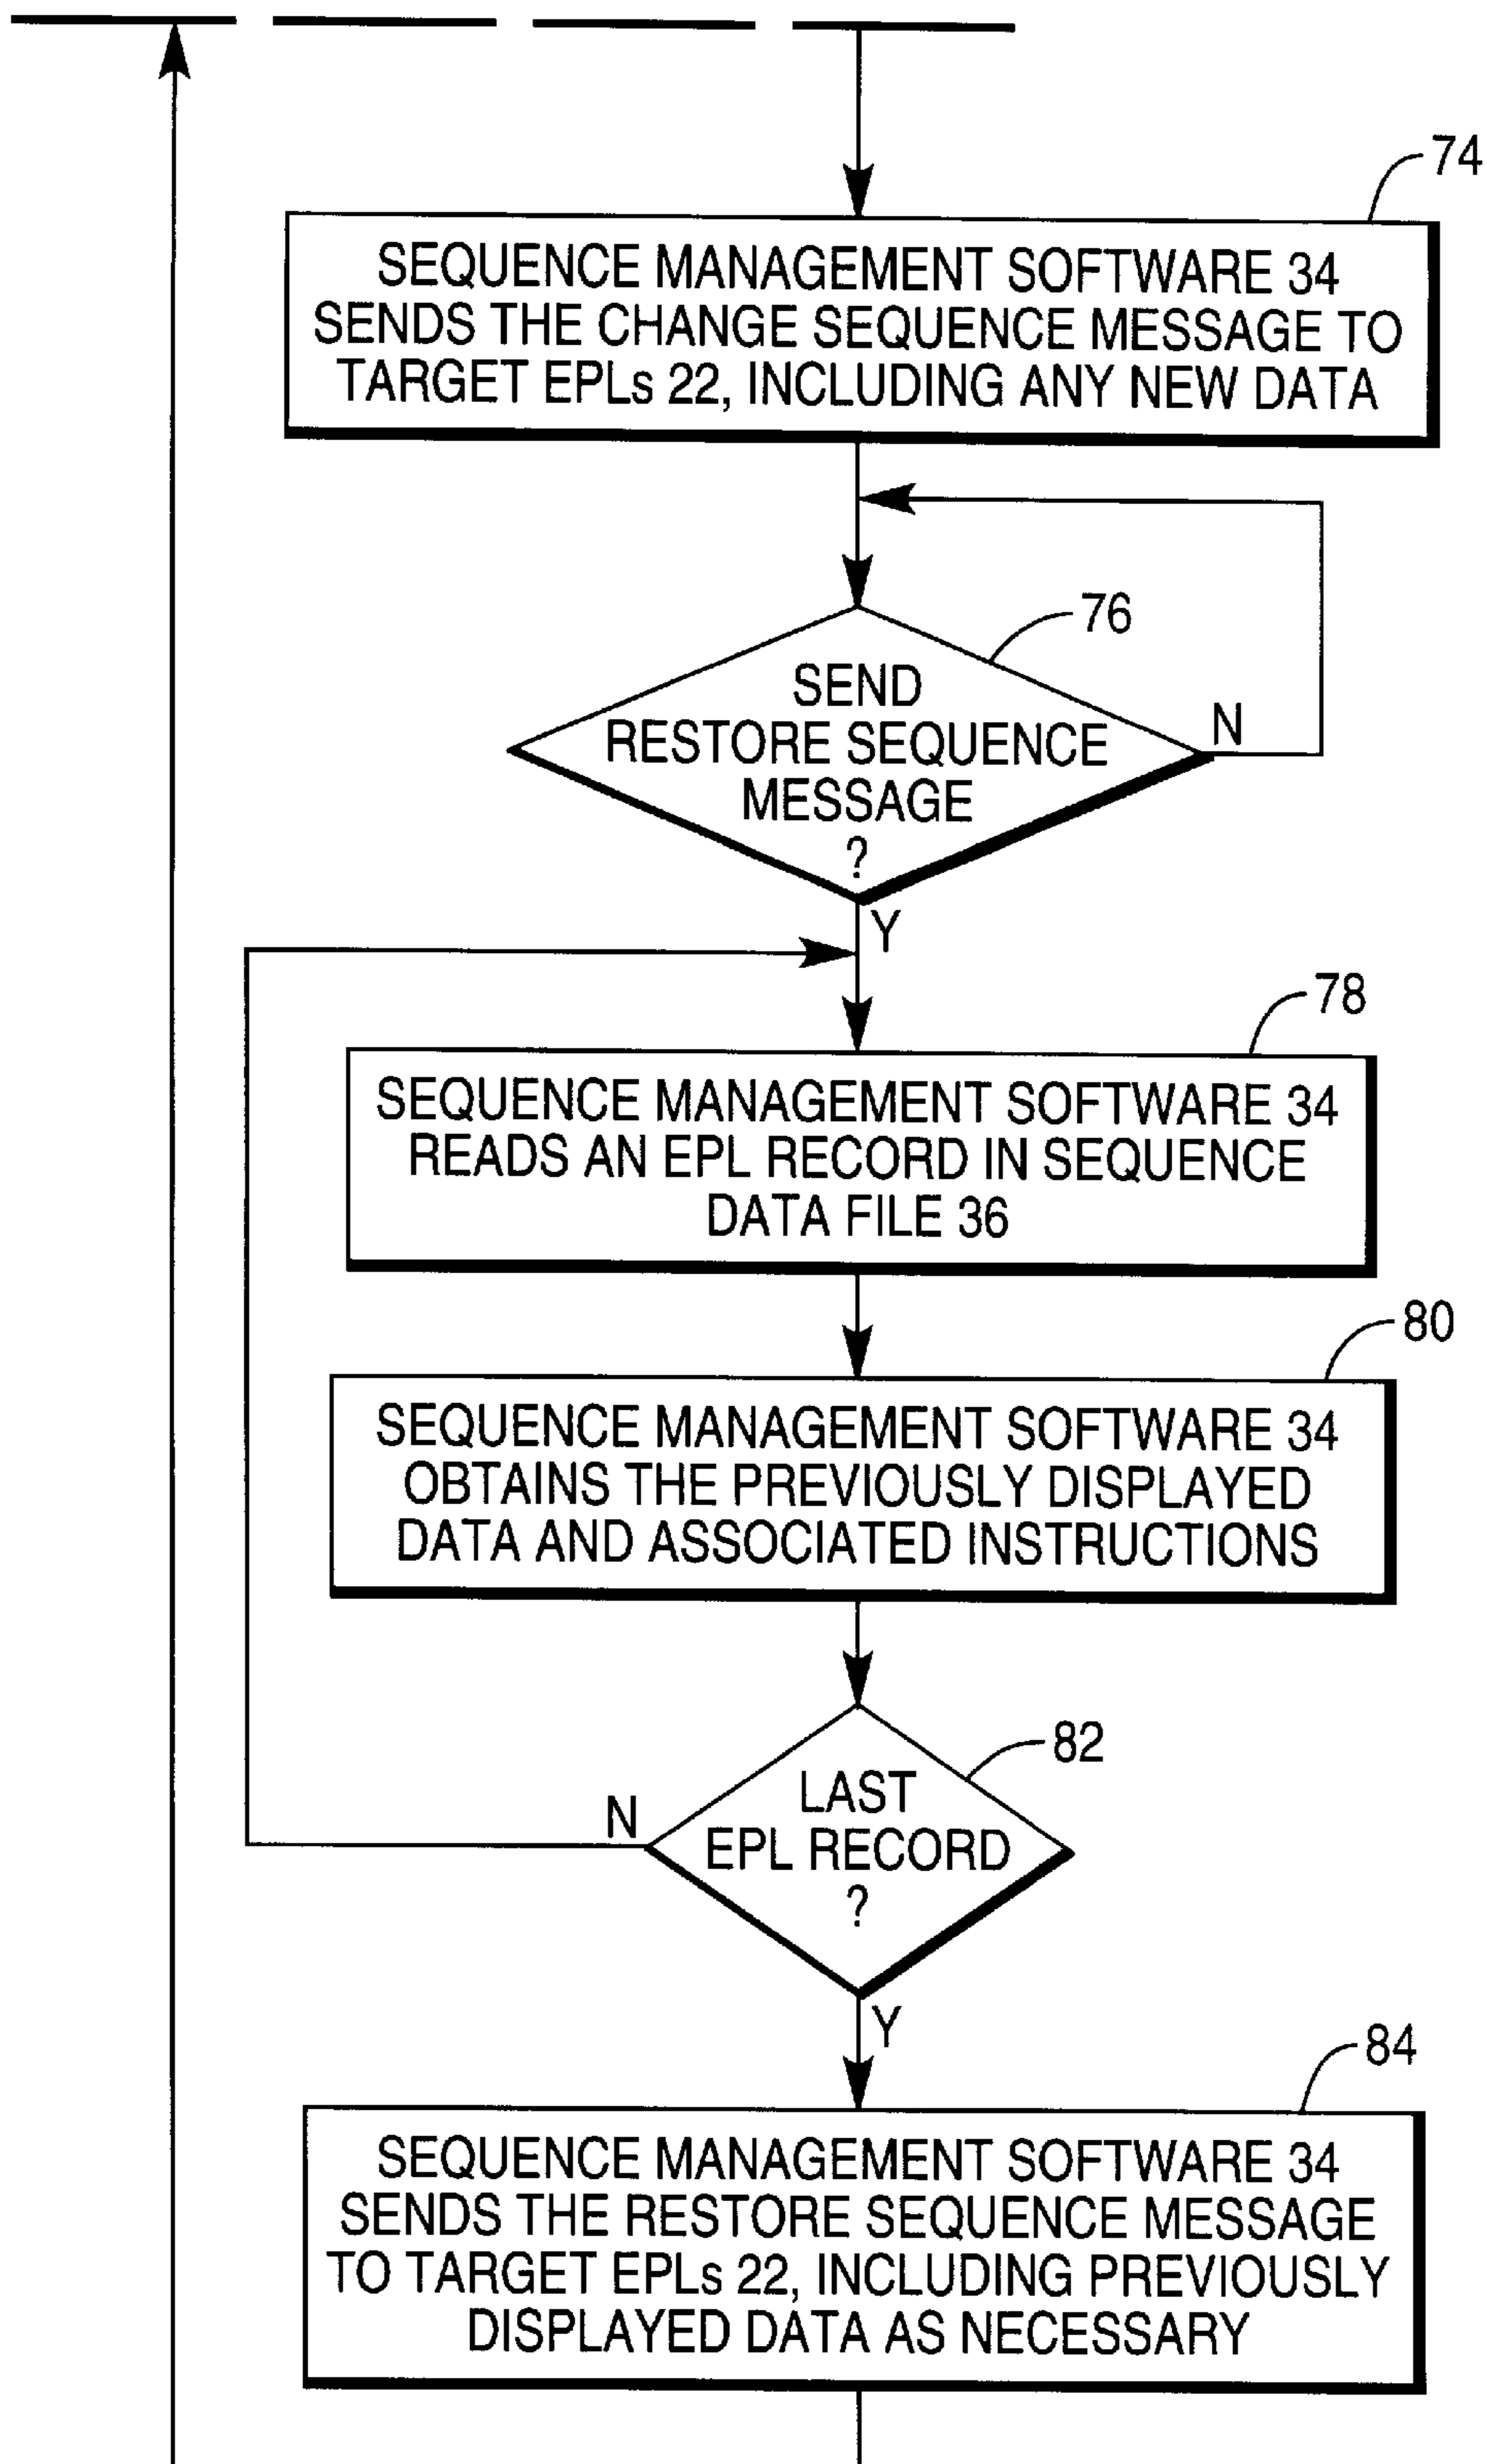 74
SEQUENCE MANAGEMENT SOFTWARE 34
SENDS THE CHANGE SEQUENCE MESSAGE TO
TARGET EPLs 22, INCLUDING ANY NEW DATA
76
SEND
RESTORE SEQUENCE
MESSAGE
?
N
Y
78
SEQUENCE MANAGEMENT SOFTWARE 34
READS AN EPL RECORD IN SEQUENCE
DATA FILE 36
80
SEQUENCE MANAGEMENT SOFTWARE 34
OBTAINS THE PREVIOUSLY DISPLAYED
DATA AND ASSOCIATED INSTRUCTIONS
82
LAST
EPL RECORD
?
N
Y
84
SEQUENCE MANAGEMENT SOFTWARE 34
SENDS THE RESTORE SEQUENCE MESSAGE
TO TARGET EPLs 22, INCLUDING PREVIOUSLY
DISPLAYED DATA AS NECESSARY